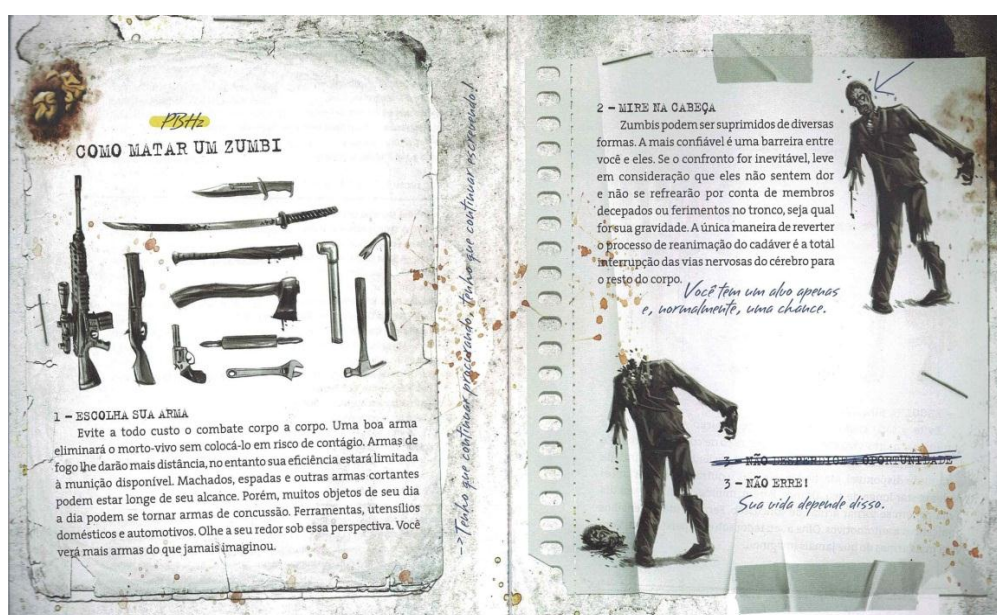 PBHz
COMO MATAR UM ZUMBI
1 – ESCOLHA SUA ARMA
Evite a todo custo o combate corpo a corpo. Uma boa arma
eliminará o morto-vivo sem colocá-lo em risco de contágio. Armas de
fogo lhe darão mais distância, no entanto sua eficiência estará limitada
à munição disponível. Machados, espadas e outras armas cortantes
podem estar longe de seu alcance. Porém, muitos objetos de seu dia
a dia podem se tornar armas de concussão. Ferramentas, utensílios
domésticos e automotivos. Olhe a seu redor sob essa perspectiva. Você
verá mais armas do que jamais imaginou.
->Tenho que continuar procurando, tenho que continuar escrevendo!
2 – MIRE NA CABEÇA
Zumbis podem ser suprimidos de diversas
formas. A mais confiável é uma barreira entre
você e eles. Se o confronto for inevitável, leve
em consideração que eles não sentem dor
e não se refrearão por conta de membros
decepados ou ferimentos no tronco, seja qual
for sua gravidade. A única maneira de reverter
o processo de reanimação do cadáver é a total
interrupção das vias nervosas do cérebro para
o resto do corpo.
Você tem um alvo apenas
e, normalmente, uma chance.
3 – NÃO DESPERDICE A OPORTUNIDADE
3 – NÃO ERRE!
Sua vida depende disso.